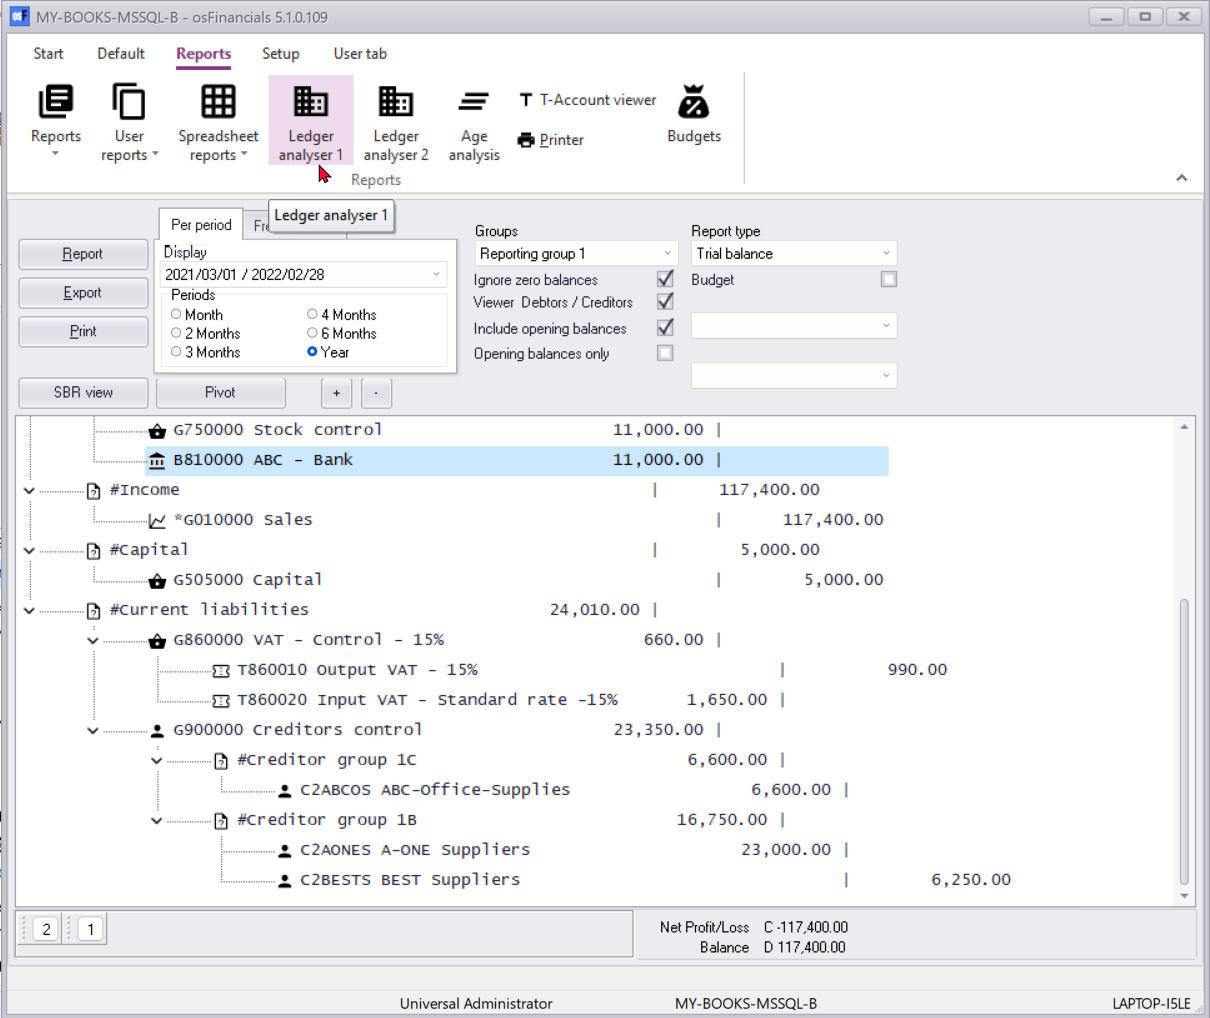 MY-BOOKS-MSSQL-B - osFinancials 5.1.0.109
Start Default Reports Setup User tab
Reports
User reports
Spreadsheet reports
Ledger analyser 1
Ledger analyser 2
Age analysis
T-Account viewer
Printer
Budgets
Reports
Ledger analyser 1
Report
Export
Print
Per period
Display
2021/03/01 / 2022/02/28
Periods
Month 4 Months
2 Months 6 Months
3 Months Year
Groups
Reporting group 1
Ignore zero balances
Viewer Debtors / Creditors
Include opening balances
Opening balances only
Report type
Trial balance
Budget
SBR view Pivot + -
G750000 Stock control 11,000.00 |
B810000 ABC - Bank 11,000.00 |
#Income | 117,400.00
*G010000 Sales | 117,400.00
#Capital | 5,000.00
G505000 Capital | 5,000.00
#Current liabilities 24,010.00 |
G860000 VAT - Control - 15% 660.00 |
T860010 Output VAT - 15% | 990.00
T860020 Input VAT - Standard rate -15% 1,650.00 |
G900000 Creditors control 23,350.00 |
#Creditor group 1C 6,600.00 |
C2ABCOS ABC-Office-Supplies 6,600.00 |
#Creditor group 1B 16,750.00 |
C2AONES A-ONE Suppliers 23,000.00 |
C2BESTS BEST Suppliers | 6,250.00
2 1
Net Profit/Loss C -117,400.00
Balance D 117,400.00
Universal Administrator MY-BOOKS-MSSQL-B LAPTOP-I5LE